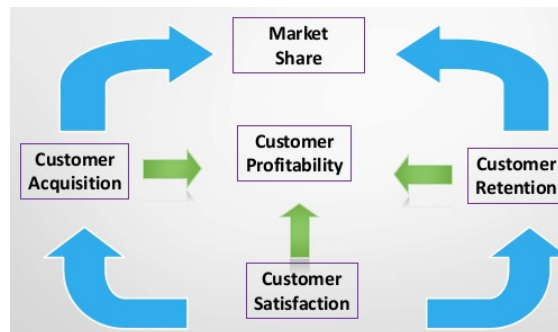 Market
Share
Customer
Profitability
Customer
Acquisition
Customer
Retention
Customer
Satisfaction